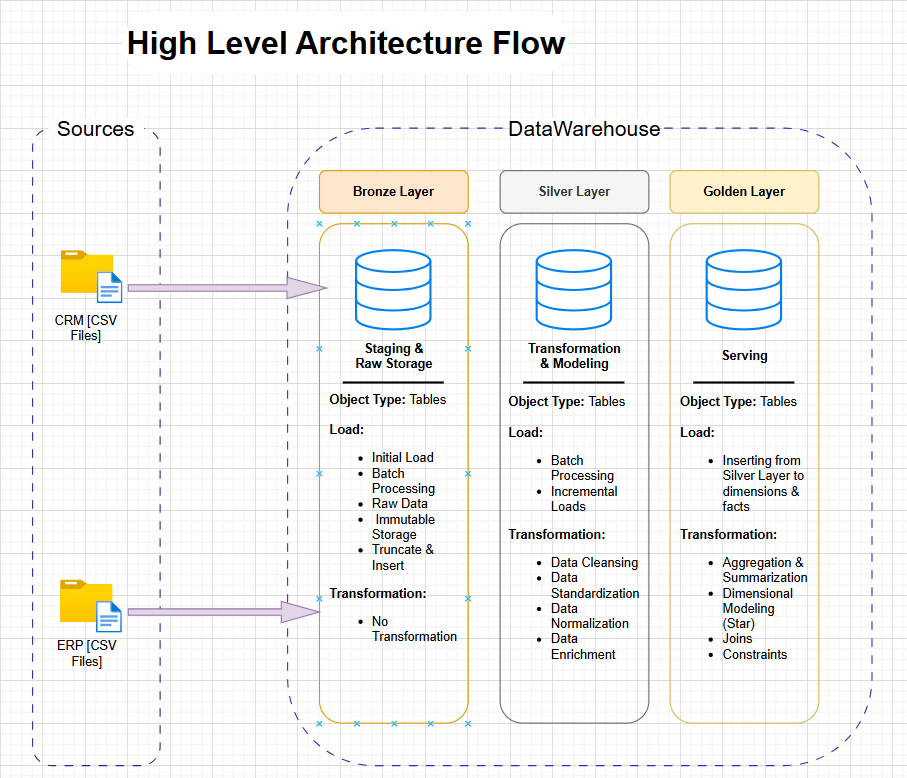 High Level Architecture Flow
Sources
DataWarehouse
CRM [CSV
Files]
ERP [CSV
Files]
Bronze Layer
Staging &
Raw Storage
Object Type: Tables
Load:
Initial Load
Batch
Processing
Raw Data
Immutable
Storage
Truncate &
Insert
Transformation:
No
Transformation
Silver Layer
Transformation
& Modeling
Object Type: Tables
Load:
Batch
Processing
Incremental
Loads
Transformation:
Data Cleansing
Data
Standardization
Data
Normalization
Data
Enrichment
Golden Layer
Serving
Object Type: Tables
Load:
Inserting from
Silver Layer to
dimensions &
facts
Transformation:
Aggregation &
Summarization
Dimensional
Modeling
(Star)
Joins
Constraints